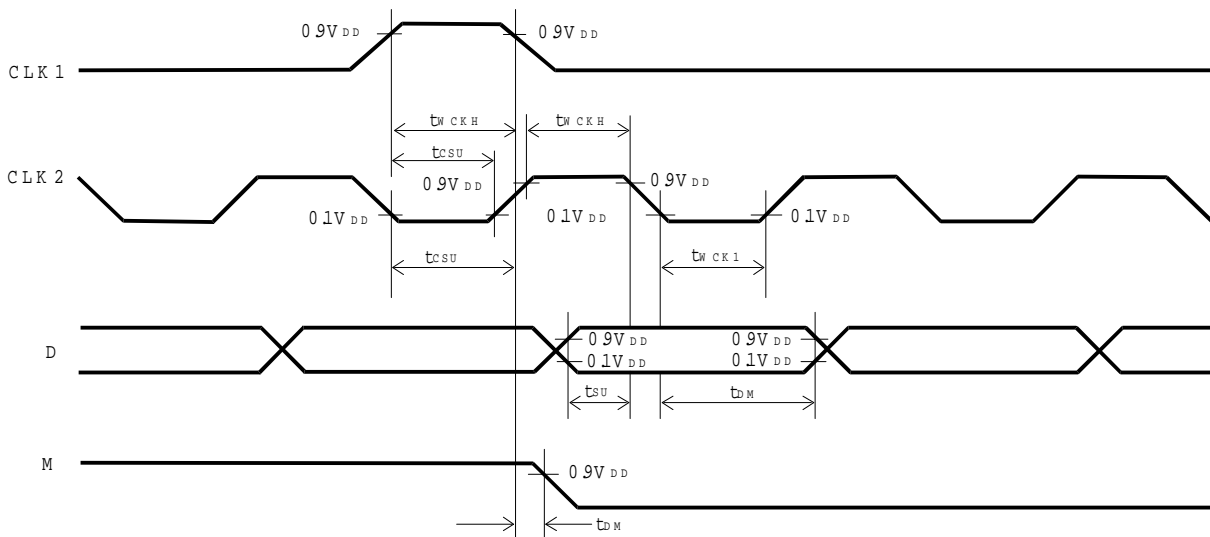 0.9VDD 0.9VDD
CLK1
tWCKH tWCKH
tCSU
CLK2 0.9VDD 0.9VDD
0.1VDD 0.1VDD 0.1VDD
tCSU tWCK1
0.9VDD 0.9VDD
D
0.1VDD 0.1VDD
tSU tDM
M 0.9VDD
tDM